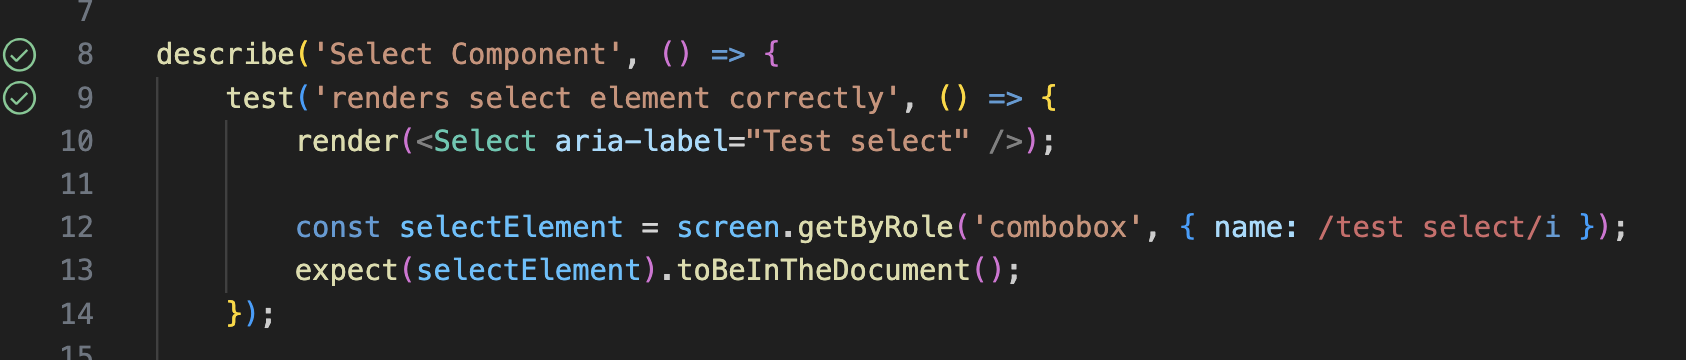 7
8 describe('Select Component', () => {
9 test('renders select element correctly', () => {
10 render(<Select aria-label="Test select" />);
11
12 const selectElement = screen.getByRole('combobox', { name: /test select/i });
13 expect(selectElement).toBeInTheDocument();
14 });
15